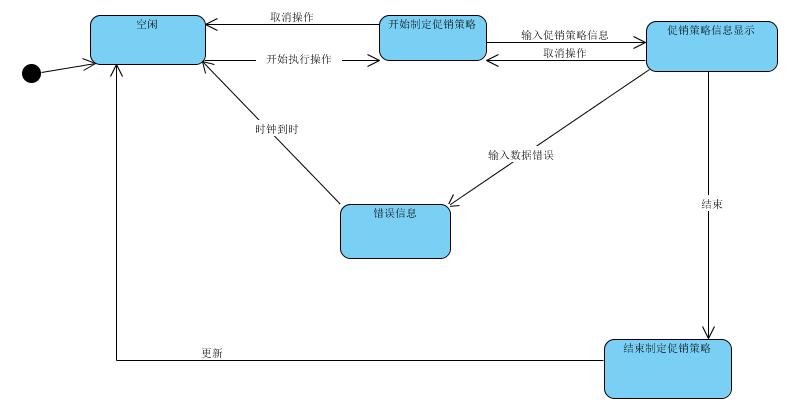 空闲
取消操作
开始制定促销策略
输入促销策略信息
促销策略信息显示
开始执行操作
取消操作
时钟到时
输入数据错误
错误信息
结束
更新
结束制定促销策略